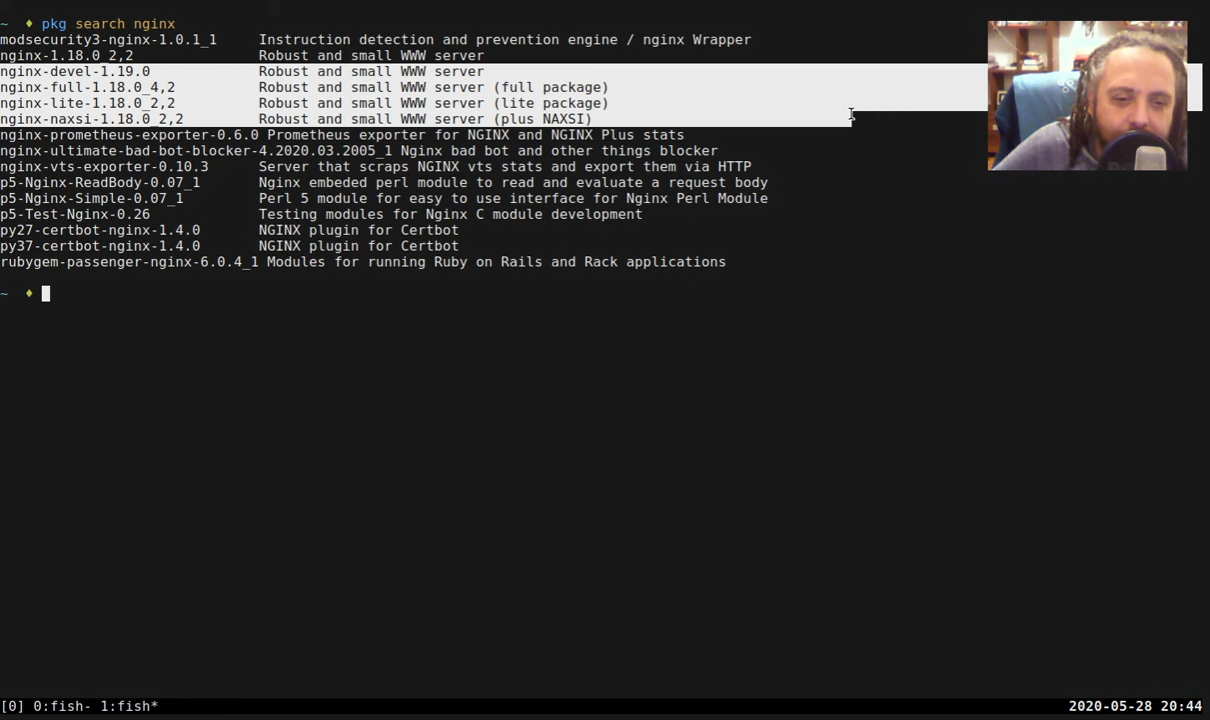 ~ ♦ pkg search nginx
modsecurity3-nginx-1.0.1_1 Instruction detection and prevention engine / nginx Wrapper
nginx-1.18.0_2,2 Robust and small WWW server
nginx-devel-1.19.0 Robust and small WWW server
nginx-full-1.18.0_4,2 Robust and small WWW server (full package)
nginx-lite-1.18.0_2,2 Robust and small WWW server (lite package)
nginx-naxsi-1.18.0_2,2 Robust and small WWW server (plus NAXSI)
nginx-prometheus-exporter-0.6.0 Prometheus exporter for NGINX and NGINX Plus stats
nginx-ultimate-bad-bot-blocker-4.2020.03.2005_1 Nginx bad bot and other things blocker
nginx-vts-exporter-0.10.3 Server that scraps NGINX vts stats and export them via HTTP
p5-Nginx-ReadBody-0.07_1 Nginx embeded perl module to read and evaluate a request body
p5-Nginx-Simple-0.07_1 Perl 5 module for easy to use interface for Nginx Perl Module
p5-Test-Nginx-0.26 Testing modules for Nginx C module development
py27-certbot-nginx-1.4.0 NGINX plugin for Certbot
py37-certbot-nginx-1.4.0 NGINX plugin for Certbot
rubygem-passenger-nginx-6.0.4_1 Modules for running Ruby on Rails and Rack applications
~ ♦
[0] 0:fish- 1:fish* 2020-05-28 20:44